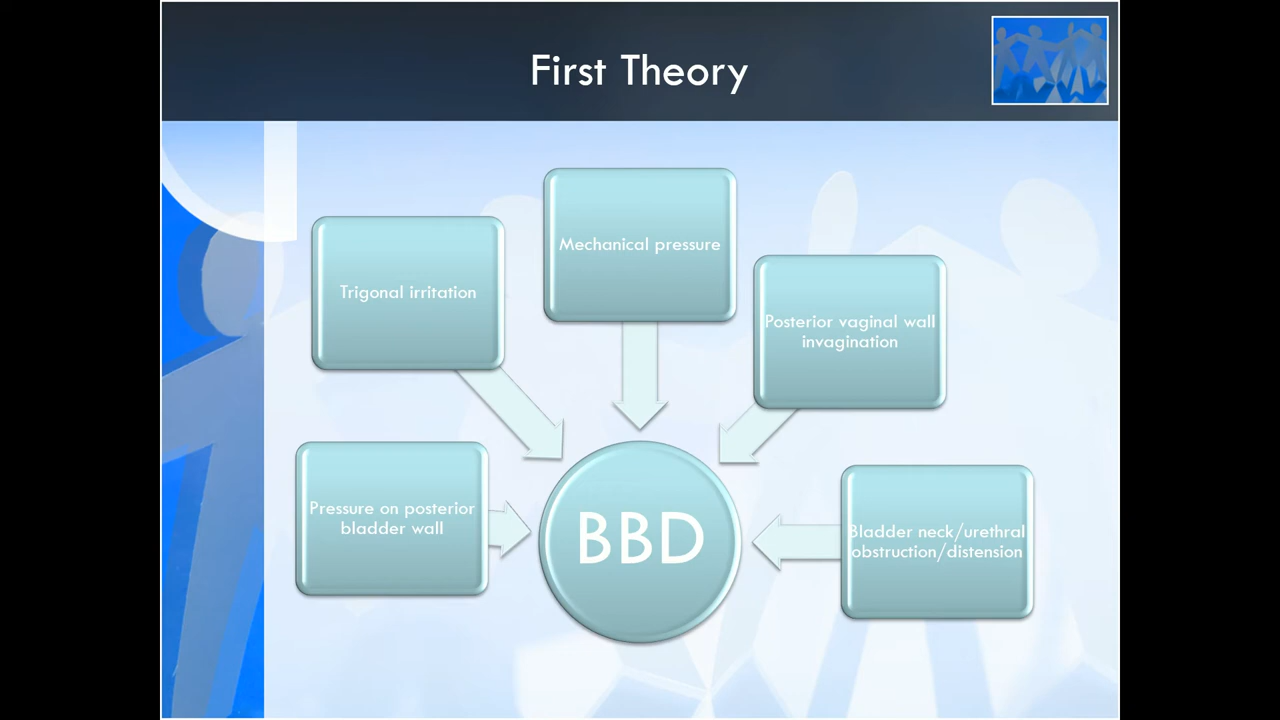 First Theory
Mechanical pressure
Trigonal irritation
Posterior vaginal wall
invagination
Pressure on posterior
bladder wall
BBD
Bladder neck/urethral
obstruction/distension